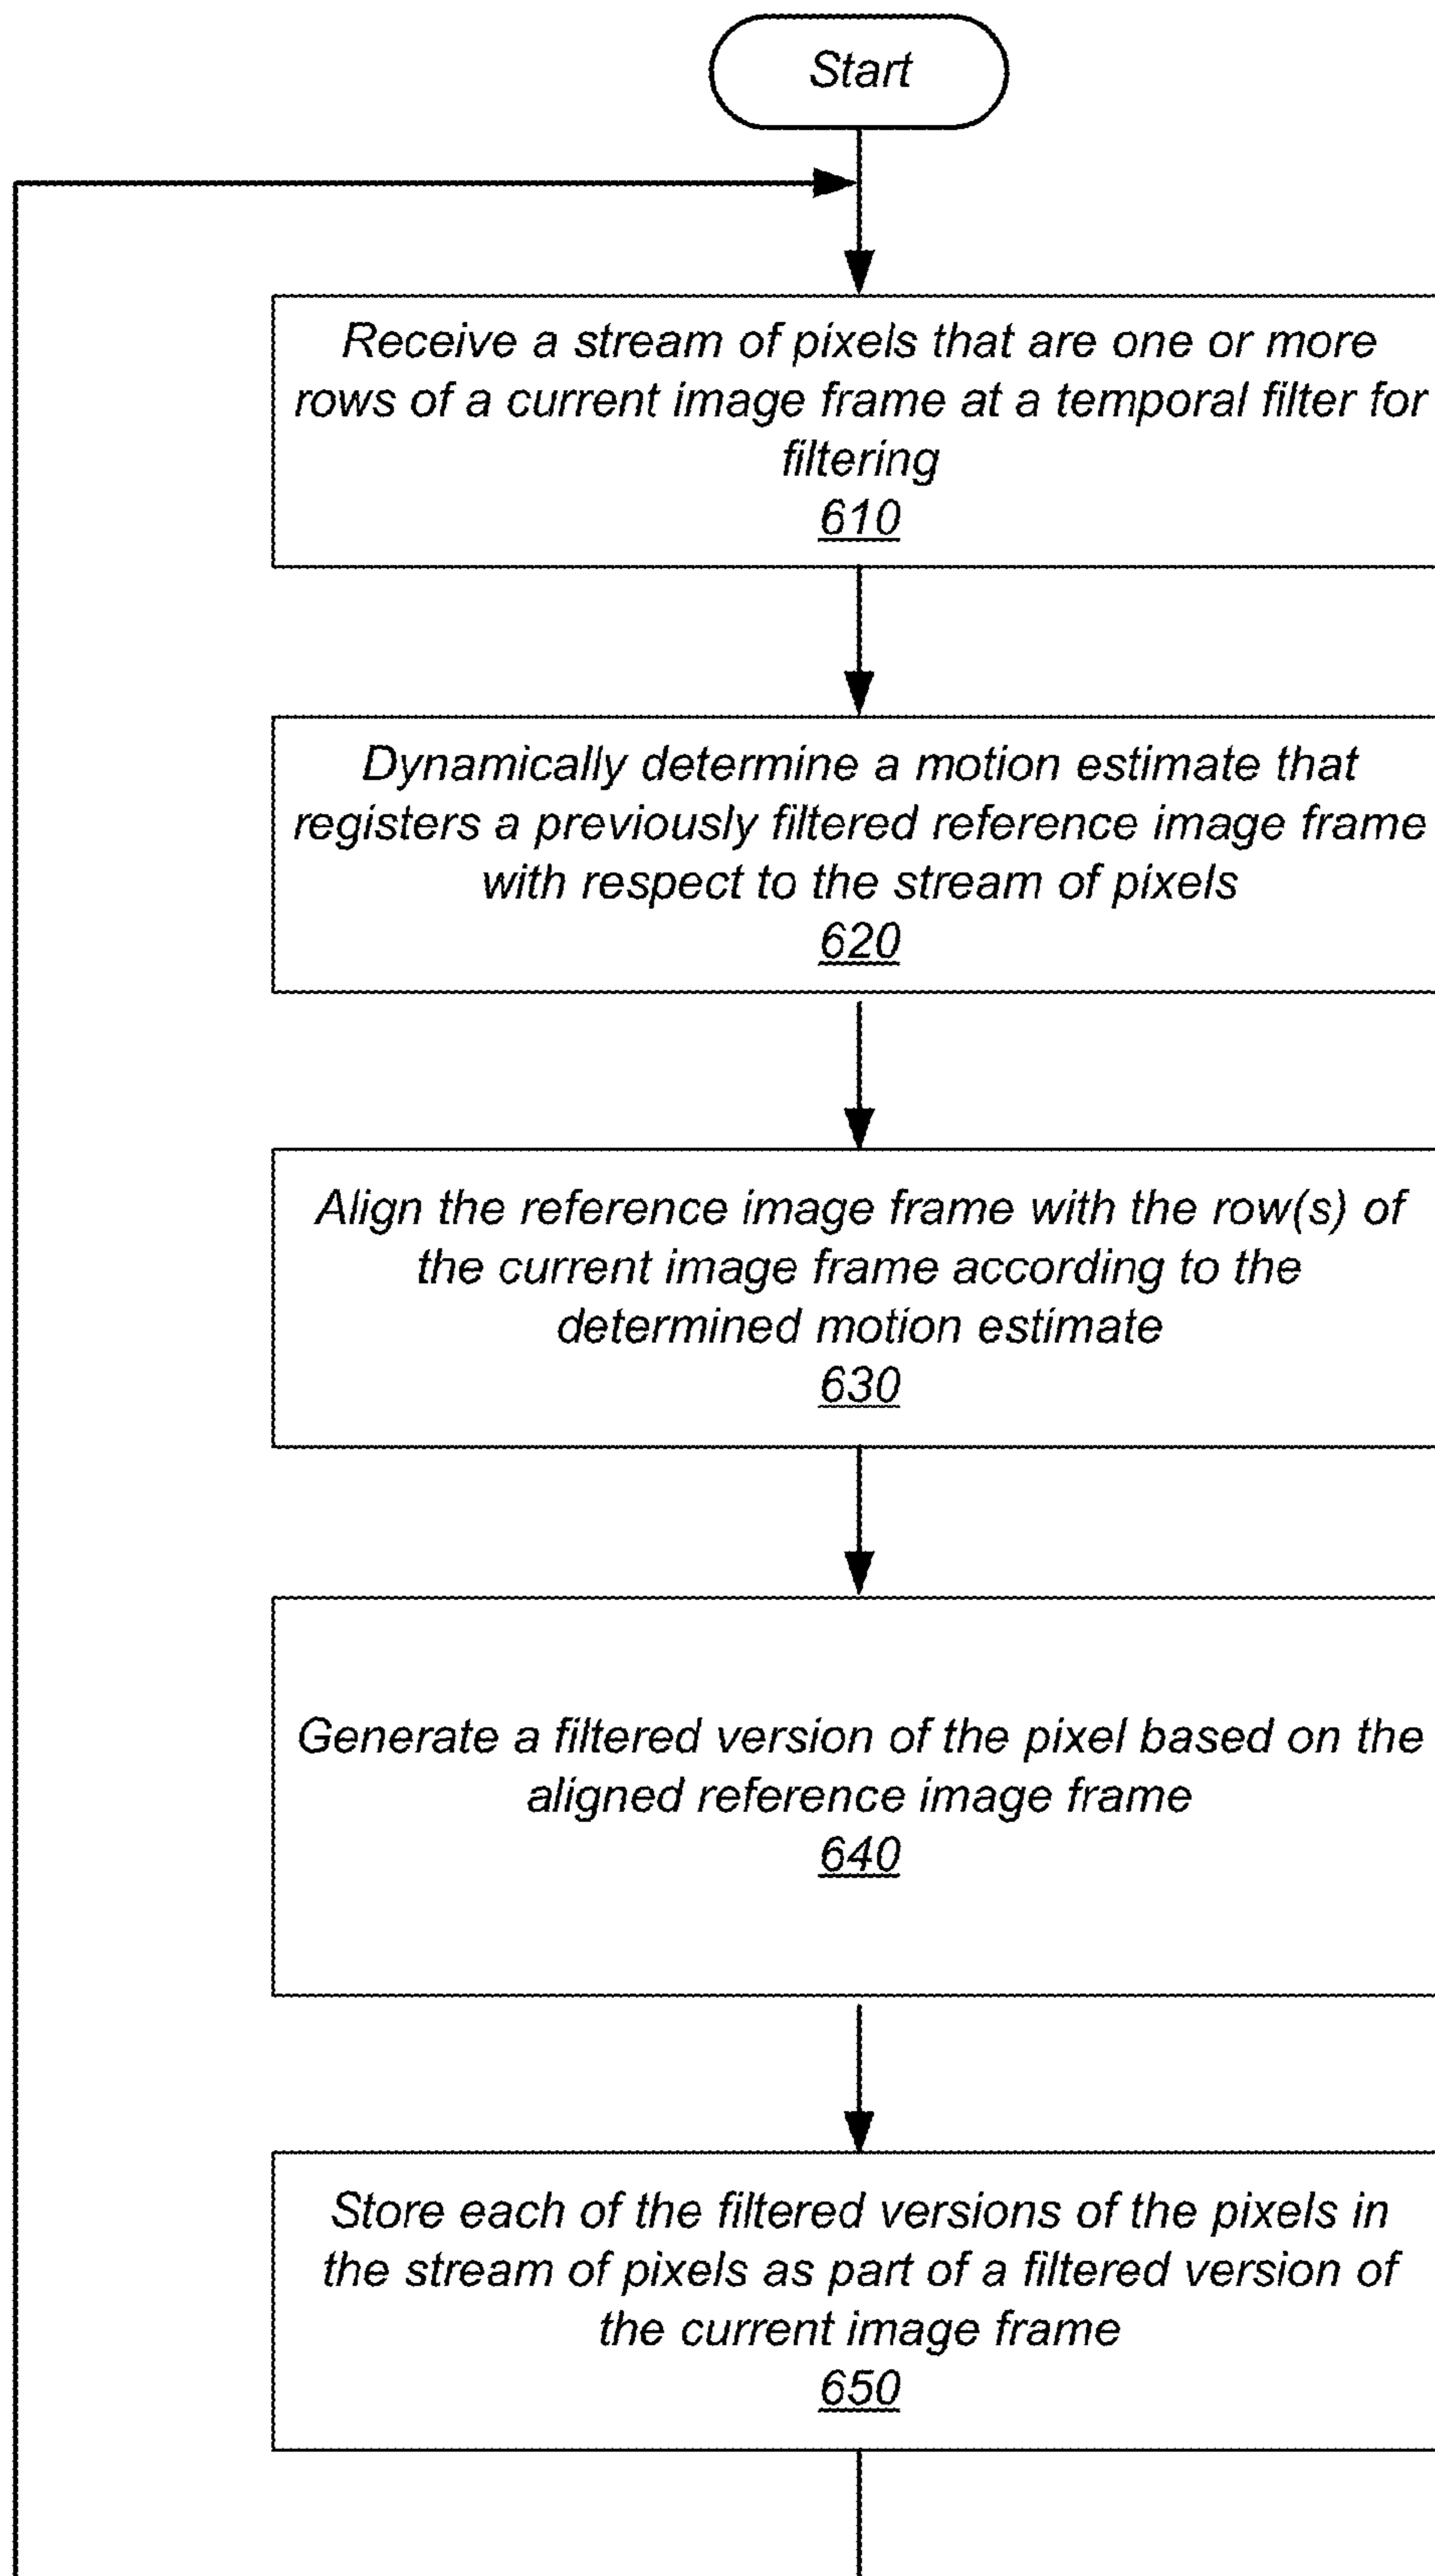 Start
Receive a stream of pixels that are one or more
rows of a current image frame at a temporal filter for
filtering
610
Dynamically determine a motion estimate that
registers a previously filtered reference image frame
with respect to the stream of pixels
620
Align the reference image frame with the row(s) of
the current image frame according to the
determined motion estimate
630
Generate a filtered version of the pixel based on the
aligned reference image frame
640
Store each of the filtered versions of the pixels in
the stream of pixels as part of a filtered version of
the current image frame
650